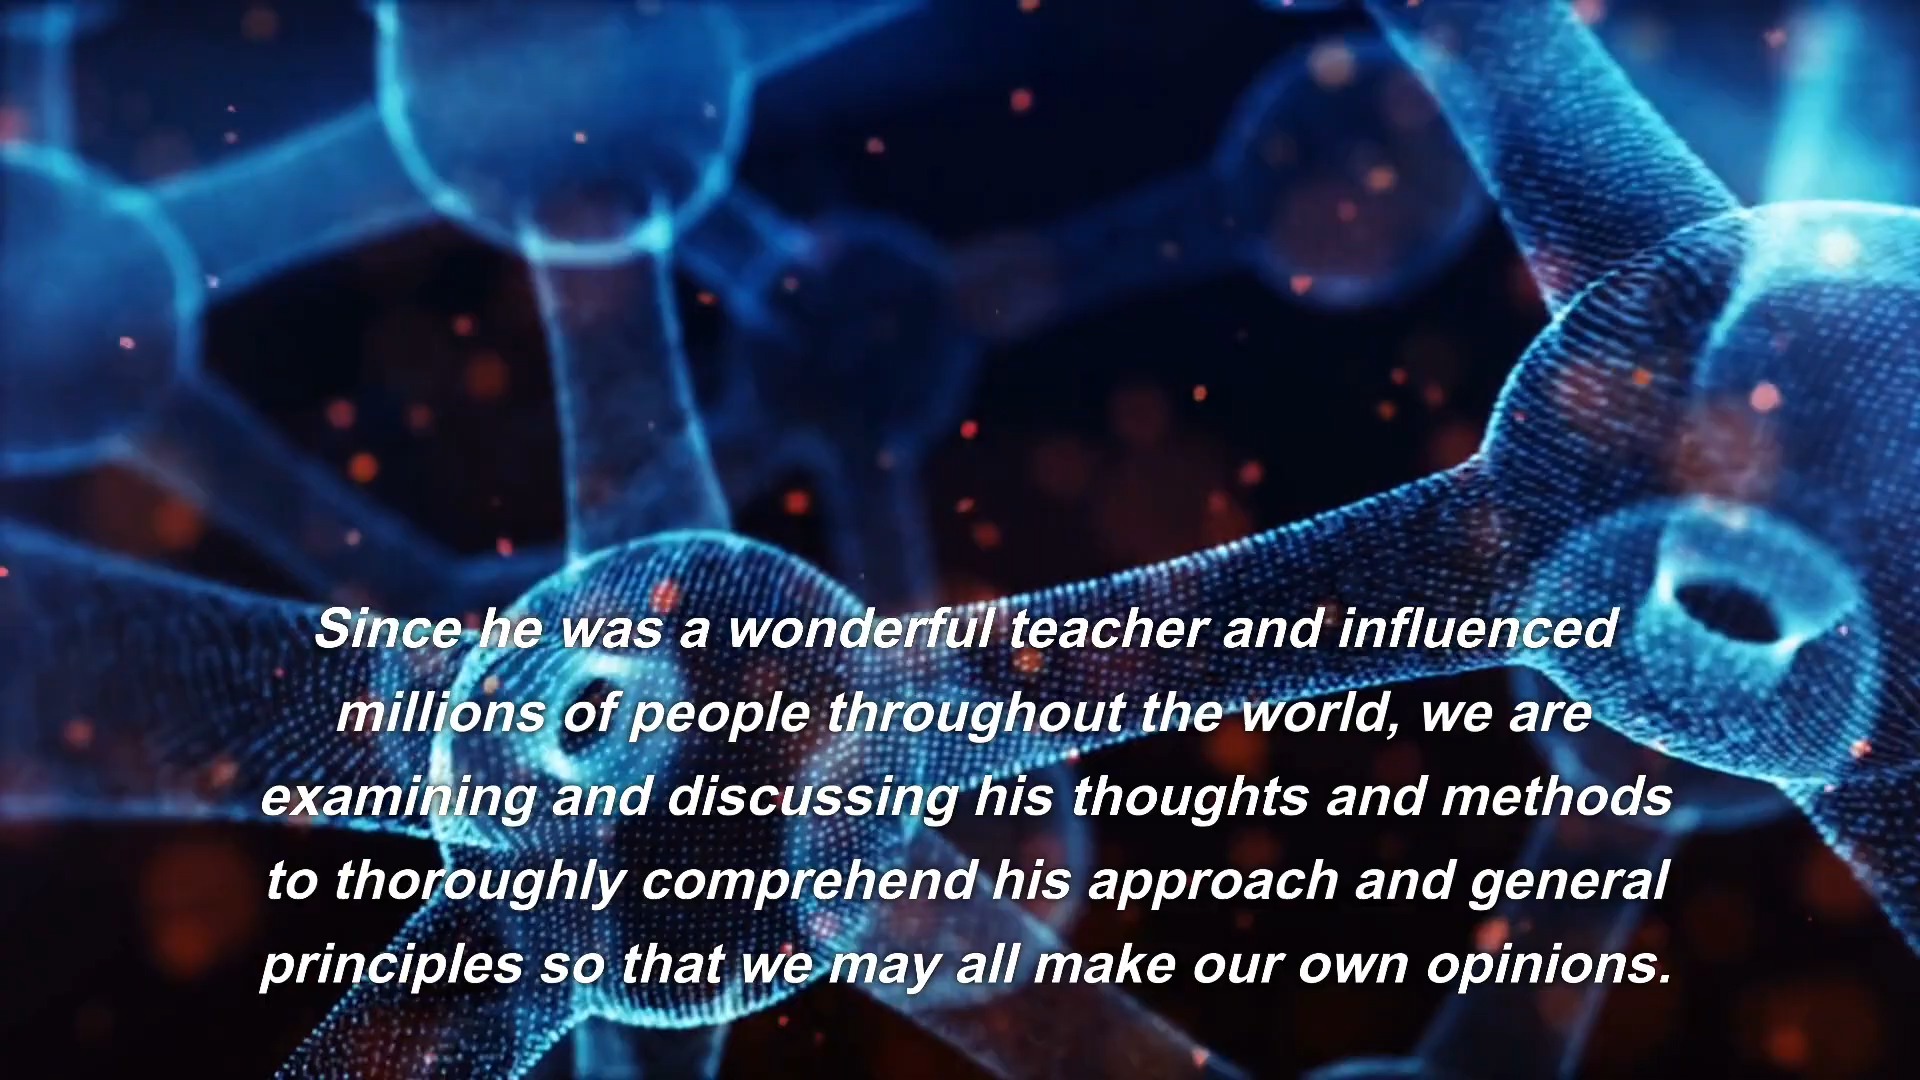 Since he was a wonderful teacher and influenced
millions of people throughout the world, we are
examining and discussing his thoughts and methods
to thoroughly comprehend his approach and general
principles so that we may all make our own opinions.